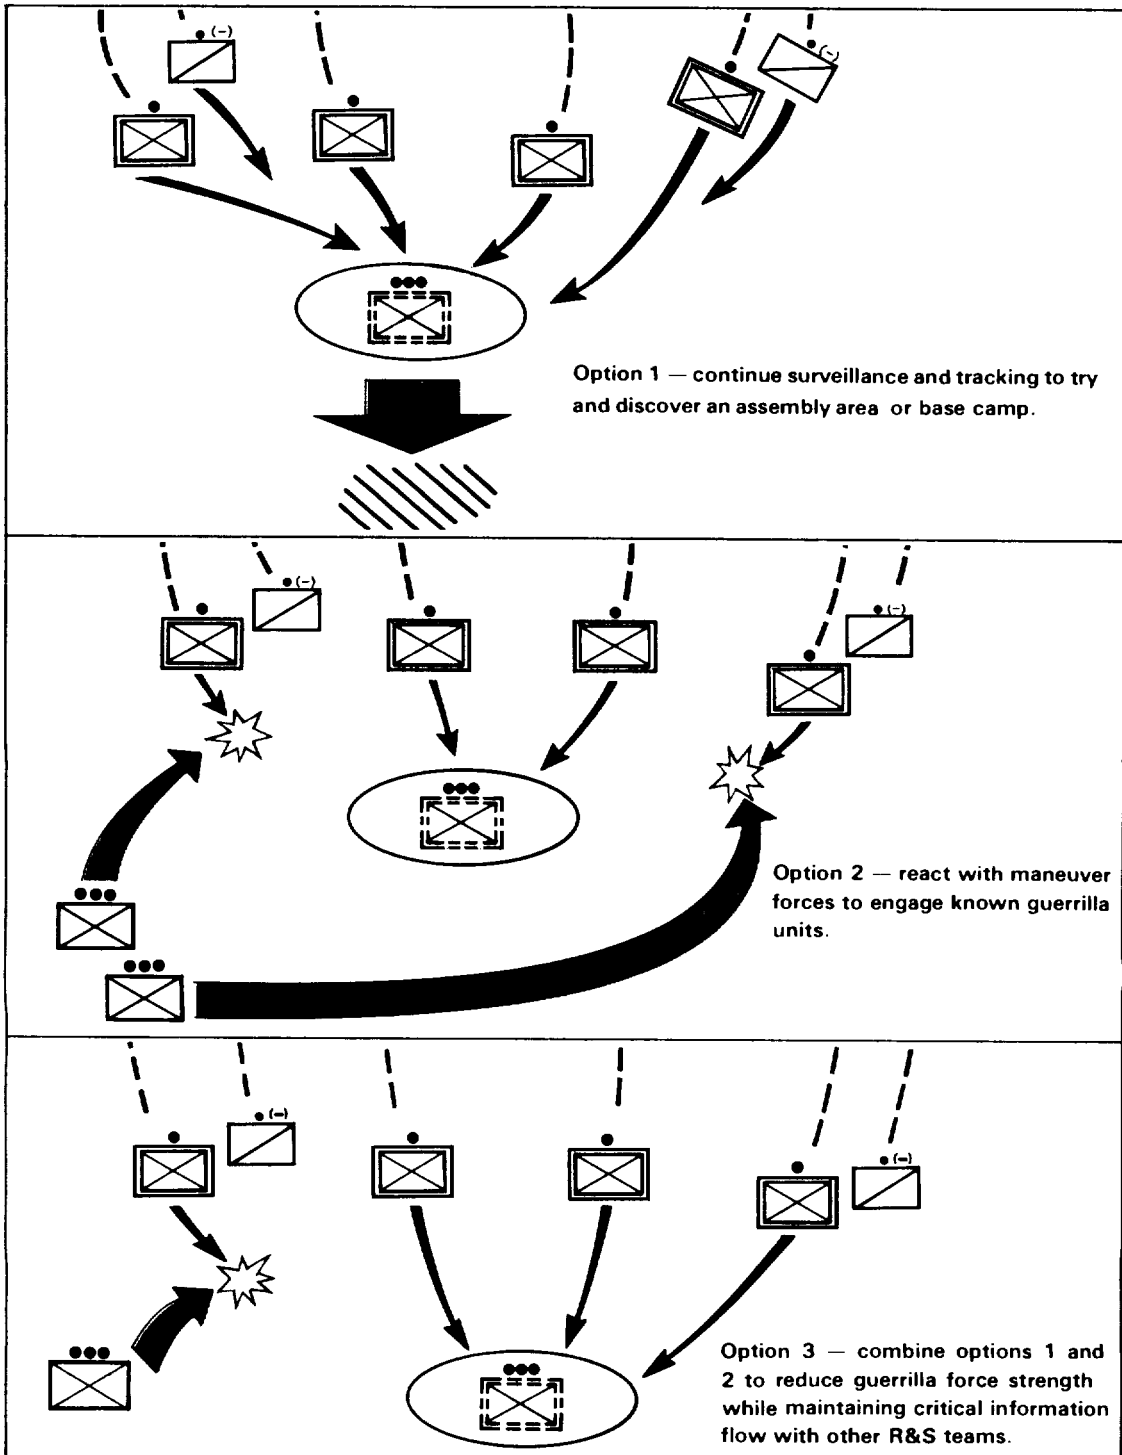 (-)
(-)
Option 1 — continue surveillance and tracking to try
and discover an assembly area or base camp.
(-)
(-)
Option 2 — react with maneuver
forces to engage known guerrilla
units.
(-)
(-)
Option 3 — combine options 1 and
2 to reduce guerrilla force strength
while maintaining critical information
flow with other R&S teams.